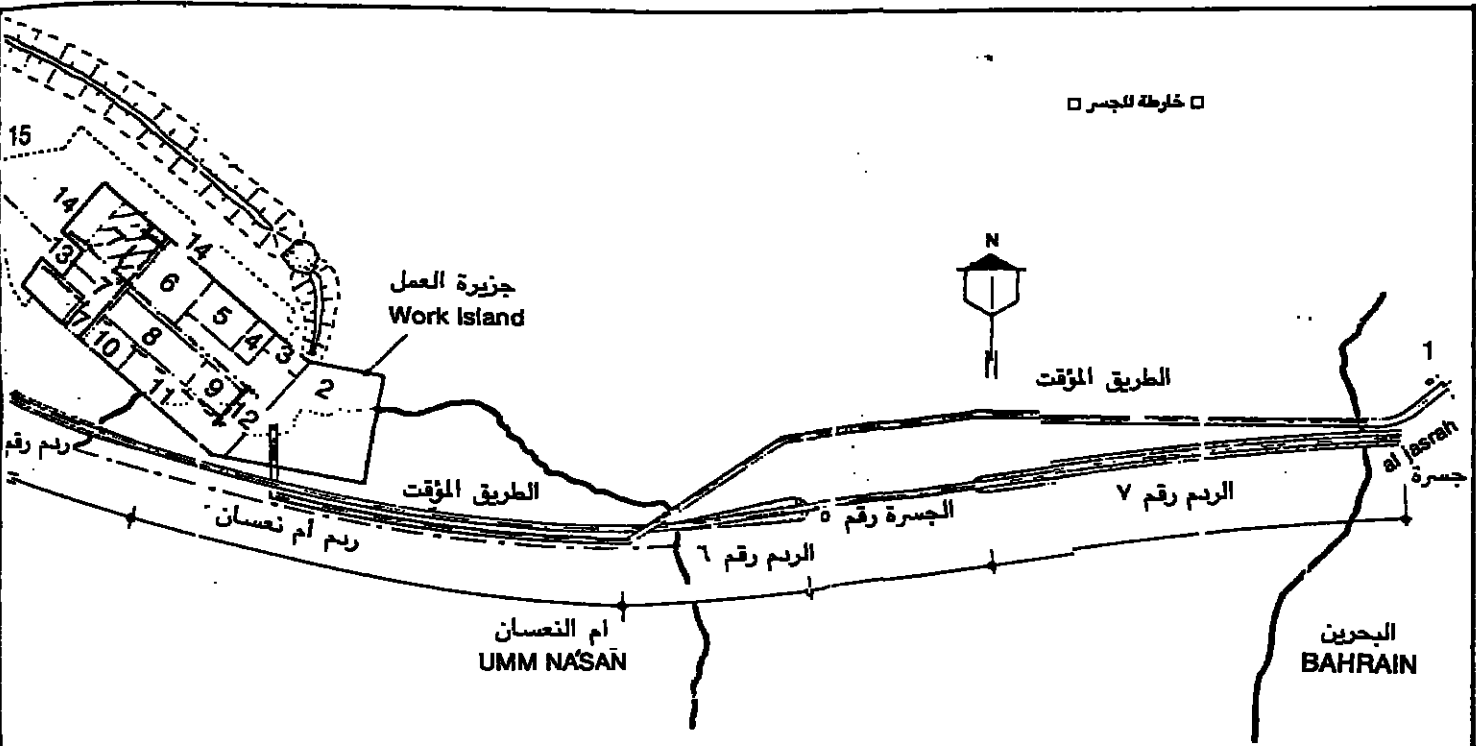 □ خارطة للجسر □
15
14
13
14
7
6
5
4
3
7
10
8
11
9
12
2
جزيرة العمل
Work Island
N
الطريق المؤقت
1
al jasrah
جسرة
ردم رقم
الطريق المؤقت
ردم أم نعسان
الجسرة رقم ٥
الردم رقم ٧
الردم رقم ٦
ام النعسان
UMM NA'SAN
البحرين
BAHRAIN